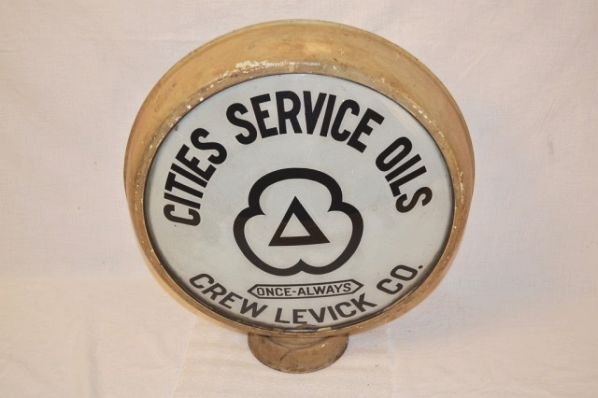 CITIES SERVICE OILS
ONCE-ALWAYS
CREW LEVICK CO.